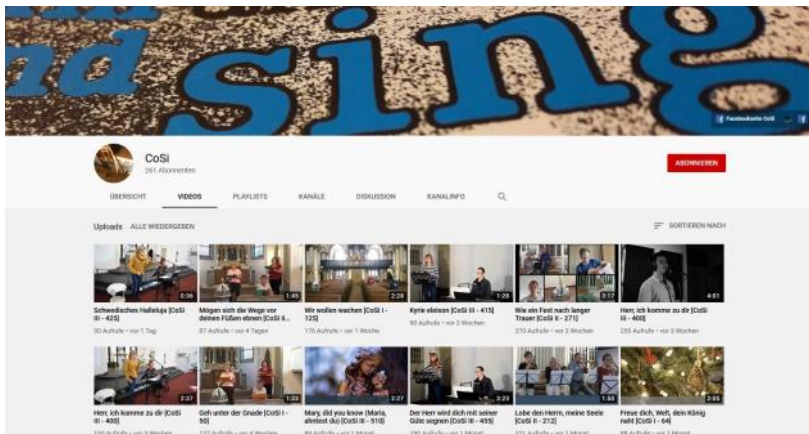 nd sing
Facebookseite CoSi
CoSi
261 Abonnenten
ABONNIEREN
ÜBERSICHT VIDEOS PLAYLISTS KANÄLE DISKUSSION KANALINFO
Uploads ALLE WIEDERGEBEN SORTIEREN NACH
0:36 1:45 2:28 1:28 3:17 4:01
Schwedisches Halleluja [CoSi III - 425]
30 Aufrufe • vor 1 Tag
Mögen sich die Wege vor deinen Füßen ebnen [CoSi II...
87 Aufrufe • vor 4 Tagen
Wir wollen wachen [CoSi I - 125]
176 Aufrufe • vor 1 Woche
Kyrie eleison [CoSi III - 415]
90 Aufrufe • vor 2 Wochen
Wie ein Fest nach langer Trauer [CoSi II - 271]
270 Aufrufe • vor 2 Wochen
Herr, ich komme zu dir [CoSi III - 400]
255 Aufrufe • vor 3 Wochen
2:37 1:33 3:27 3:23 1:50 2:05
Herr, ich komme zu dir [CoSi III - 400]
Geh unter der Gnade [CoSi I - 50]
Mary, did you know (Maria, ahntest du) [CoSi III - 510]
Der Herr wird dich mit seiner Güte segnen [CoSi III - 455]
Lobe den Herrn, meine Seele [CoSi II - 212]
Freue dich, Welt, dein König naht [CoSi I - 64]